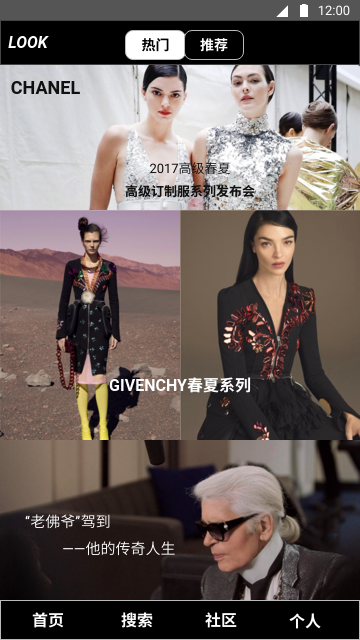 12:00
LOOK
热门
推荐
CHANEL
2017高级春夏
高级订制服系列发布会
GIVENCHY春夏系列
“老佛爷”驾到
——他的传奇人生
首页
搜索
社区
个人